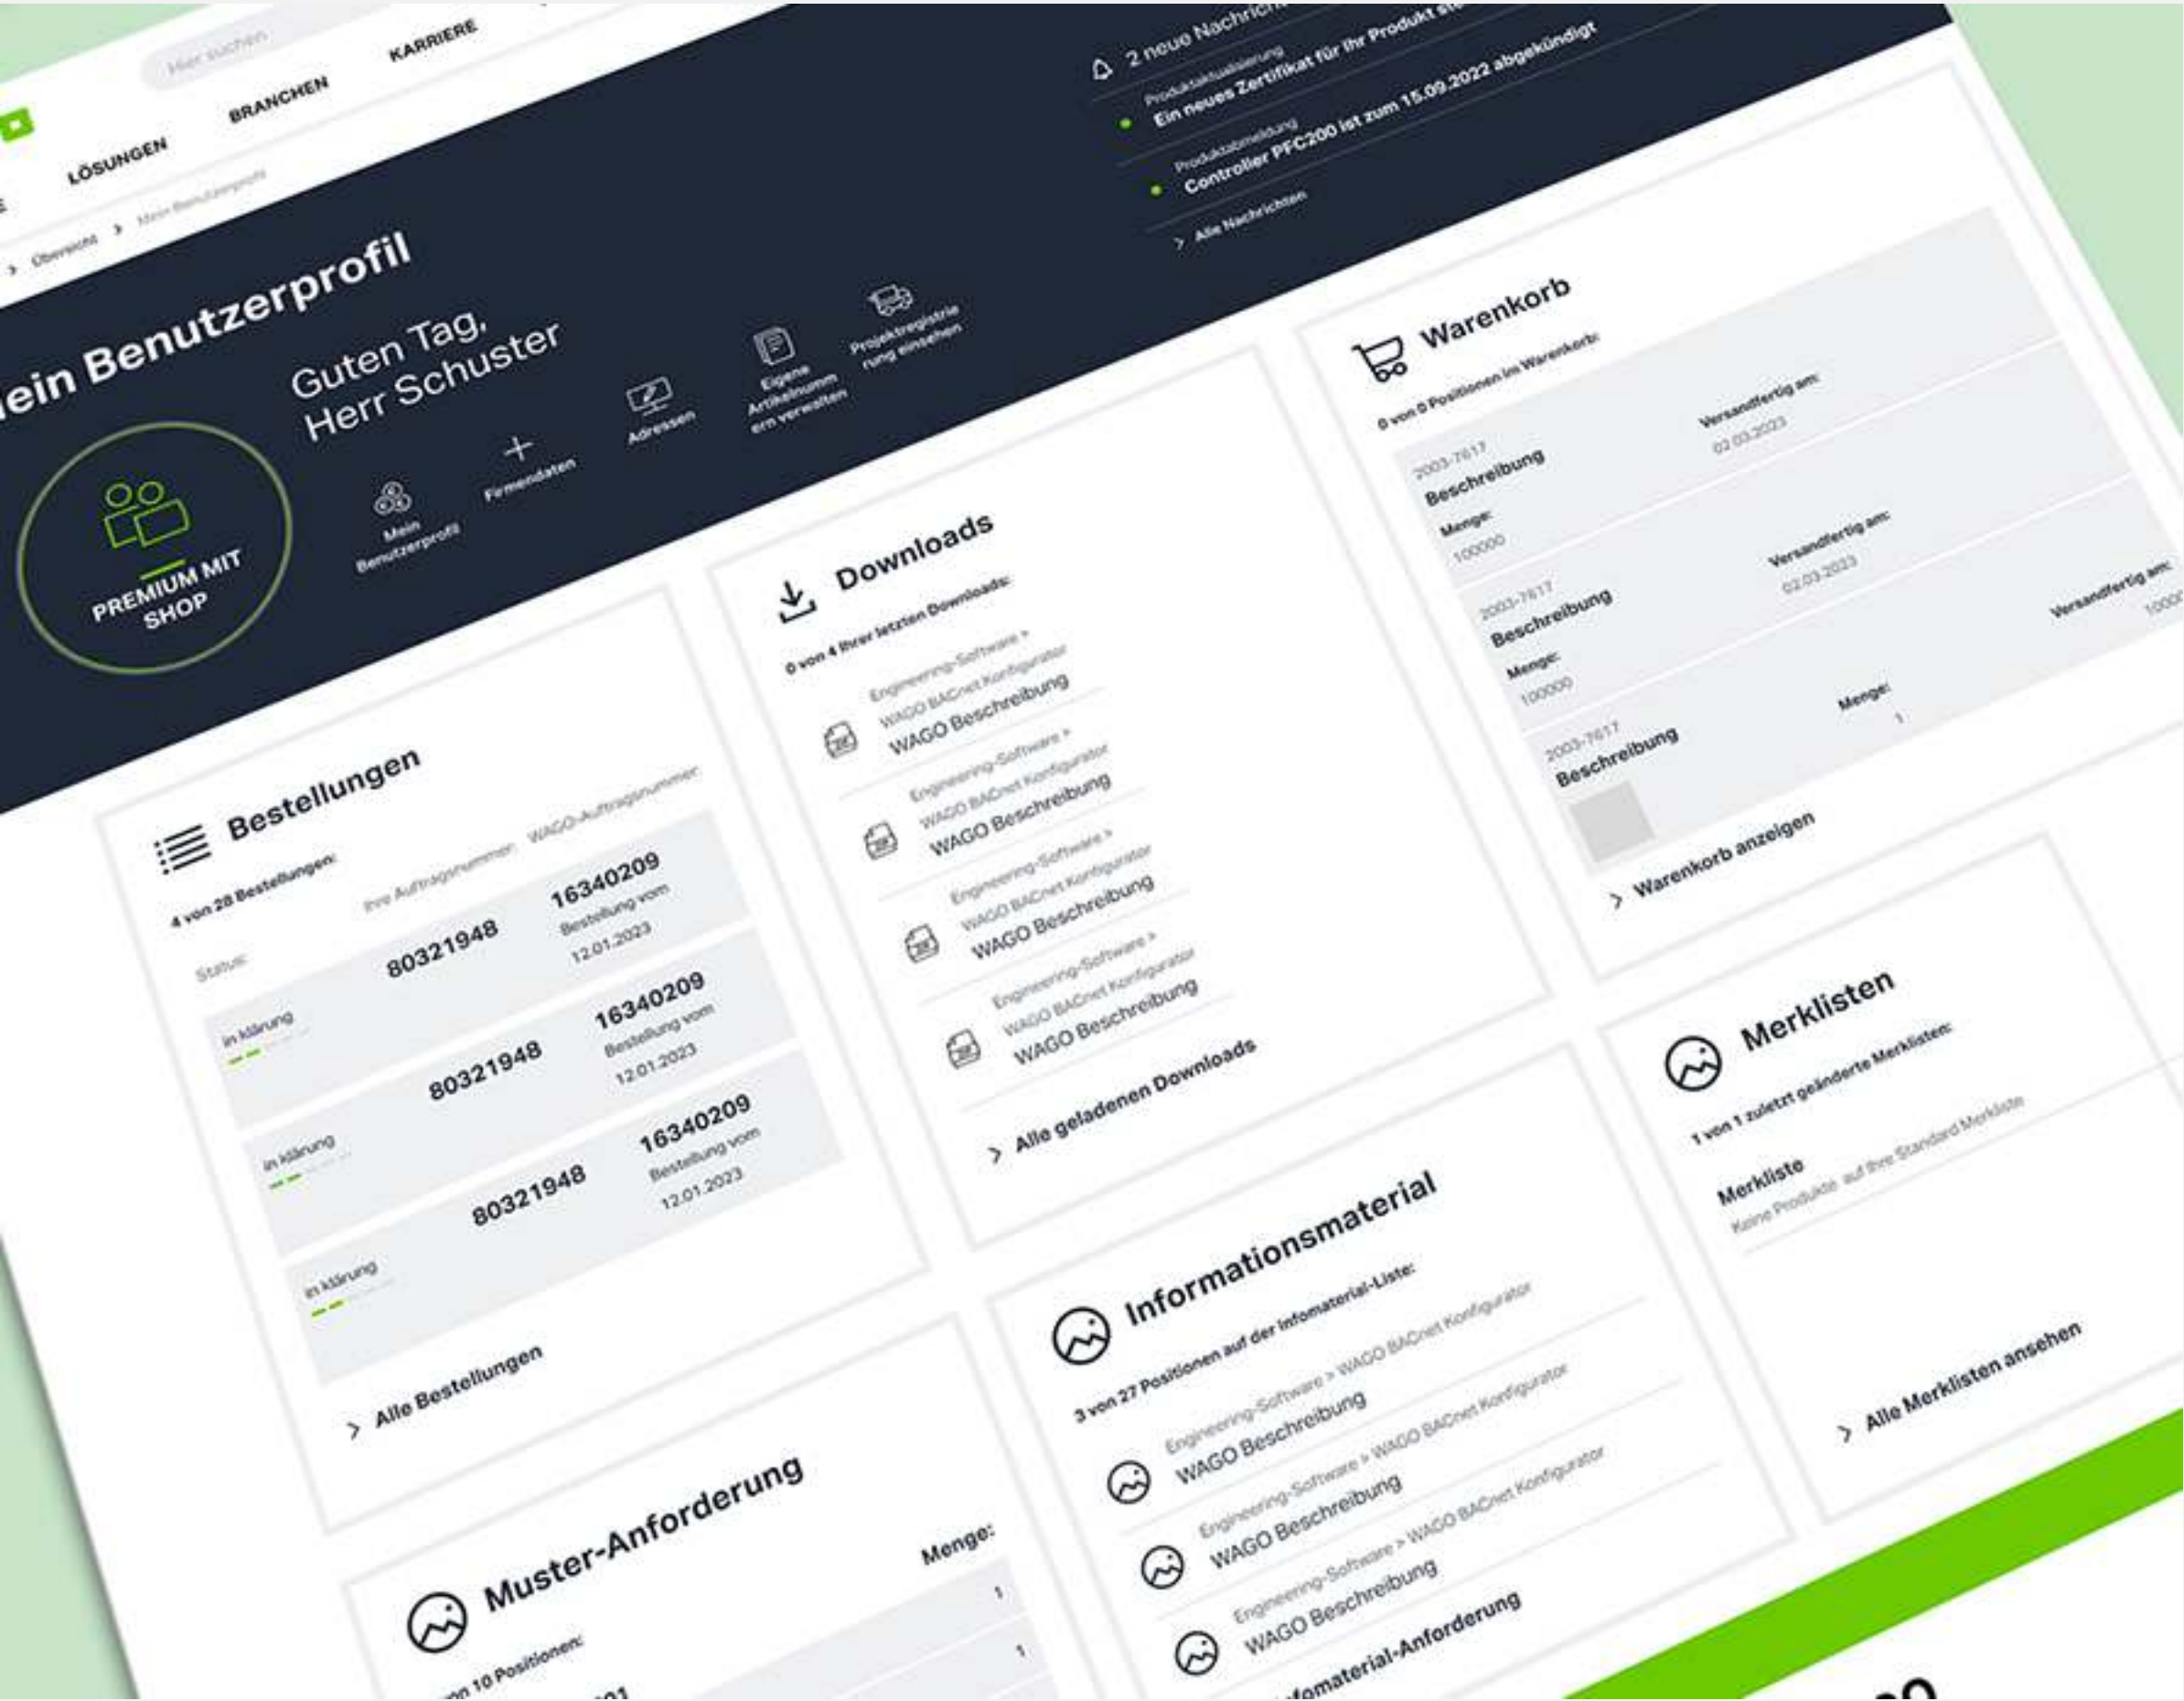 Hier suchen
LÖSUNGEN
BRANCHEN
KARRIERE
Übersicht
Mein Benutzerprofil
ein Benutzerprofil
Guten Tag,
Herr Schuster
PREMIUM MIT
SHOP
Mein
Benutzerprofil
Firmendaten
Adressen
Eigene
Artikelnumm
ern verwalten
Projektregistrie
rung einsehen
2 neue
Produktaktualisierung
Ein neues Zertifikat für Ihr Produkt
Produktabmeldung
Controller PFC200 ist zum 15.09.2022 abgekündigt
Alle Nachrichten
Bestellungen
4 von 28 Bestellungen:
Status:
Ihre Auftragsnummer:
WAGO-Auftragsnummer:
in klärung
80321948
16340209
Bestellung vom
12.01.2023
in klärung
80321948
16340209
Bestellung vom
12.01.2023
in klärung
80321948
16340209
Bestellung vom
12.01.2023
Alle Bestellungen
Downloads
0 von 4 Ihrer letzten Downloads:
Engineering-Software >
WAGO BACnet Konfigurator
WAGO Beschreibung
Engineering-Software >
WAGO BACnet Konfigurator
WAGO Beschreibung
Engineering-Software >
WAGO BACnet Konfigurator
WAGO Beschreibung
Engineering-Software >
WAGO BACnet Konfigurator
WAGO Beschreibung
Alle geladenen Downloads
Warenkorb
0 von 0 Positionen im Warenkorb:
2003-7617
Beschreibung
Menge:
100000
Versandfertig am:
02.03.2023
2003-7617
Beschreibung
Menge:
100000
Versandfertig am:
02.03.2023
2003-7617
Beschreibung
Menge:
1
Versandfertig am:
Warenkorb anzeigen
Muster-Anforderung
10 Positionen:
Menge:
1
1
Informationsmaterial
3 von 27 Positionen auf der Infomaterial-Liste:
Engineering-Software > WAGO BACnet Konfigurator
WAGO Beschreibung
Engineering-Software > WAGO BACnet Konfigurator
WAGO Beschreibung
Engineering-Software > WAGO BACnet Konfigurator
WAGO Beschreibung
fomaterial-Anforderung
Merklisten
1 von 1 zuletzt geänderte Merklisten:
Merkliste
Keine Produkte auf Ihre Standard Merkliste
Alle Merklisten ansehen